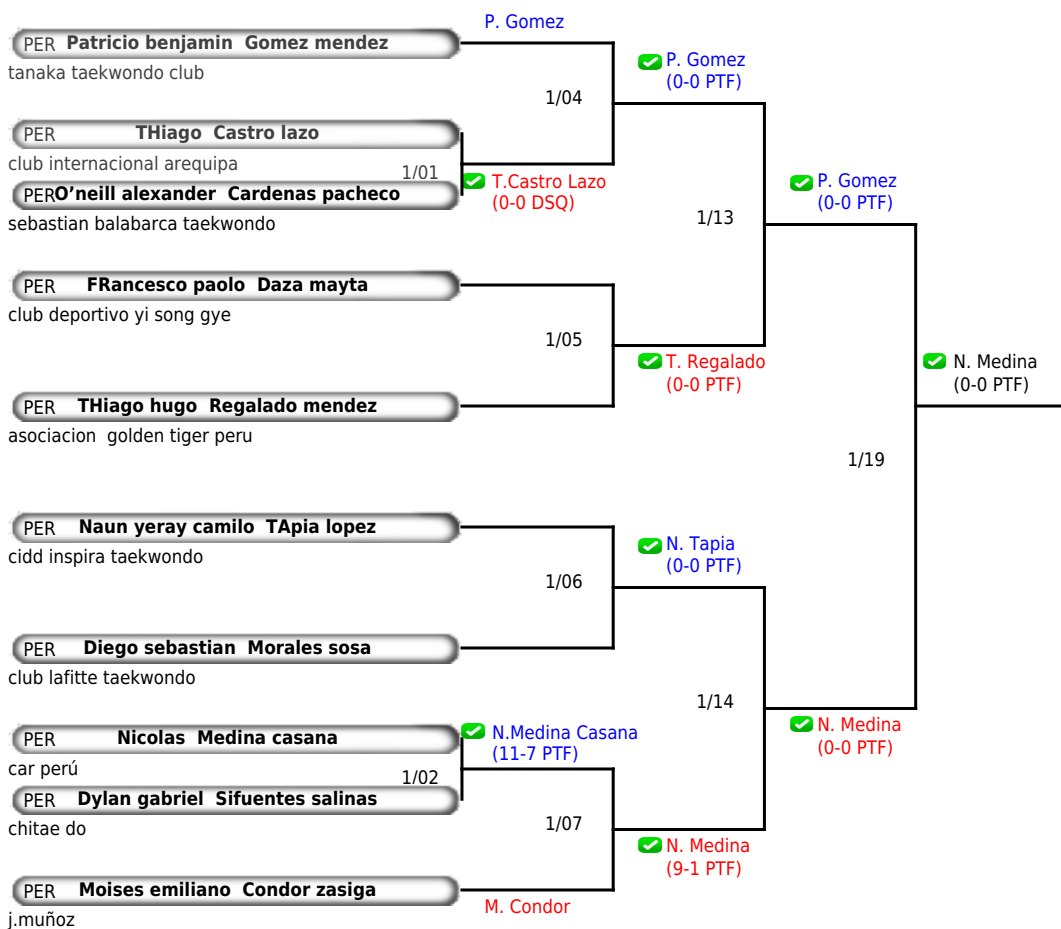 P. Gomez
PER Patricio benjamin Gomez mendez
tanaka taekwondo club
P. Gomez
(0-0 PTF)
1/04
PER THiago Castro lazo
club internacional arequipa
1/01
T.Castro Lazo
(0-0 DSQ)
PER O'neill alexander Cardenas pacheco
sebastian balabarca taekwondo
P. Gomez
(0-0 PTF)
1/13
PER FRancesco paolo Daza mayta
club deportivo yi song gye
1/05
T. Regalado
(0-0 PTF)
N. Medina
(0-0 PTF)
PER THiago hugo Regalado mendez
asociacion golden tiger peru
1/19
PER Naun yeray camilo TApia lopez
cidd inspira taekwondo
N. Tapia
(0-0 PTF)
1/06
PER Diego sebastian Morales sosa
club lafitte taekwondo
1/14
N. Medina
(0-0 PTF)
PER Nicolas Medina casana
car perú
N.Medina Casana
(11-7 PTF)
1/02
PER Dylan gabriel Sifuentes salinas
chitae do
1/07
N. Medina
(9-1 PTF)
PER Moises emiliano Condor zasiga
j.muñoz
M. Condor